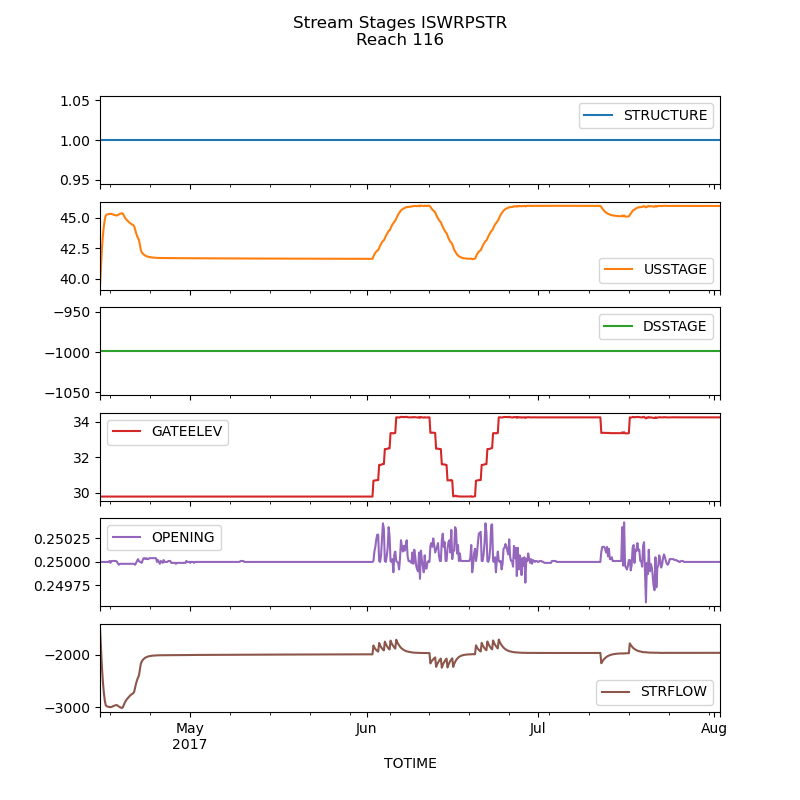 Stream Stages ISWRPSTR
Reach 116
1.05
1.00
0.95
STRUCTURE
45.0
42.5
40.0
USSTAGE
−950
−1000
−1050
DSSTAGE
34
32
30
GATEELEV
0.25025
0.25000
0.24975
OPENING
−2000
−3000
STRFLOW
May
2017
Jun
Jul
Aug
TOTIME